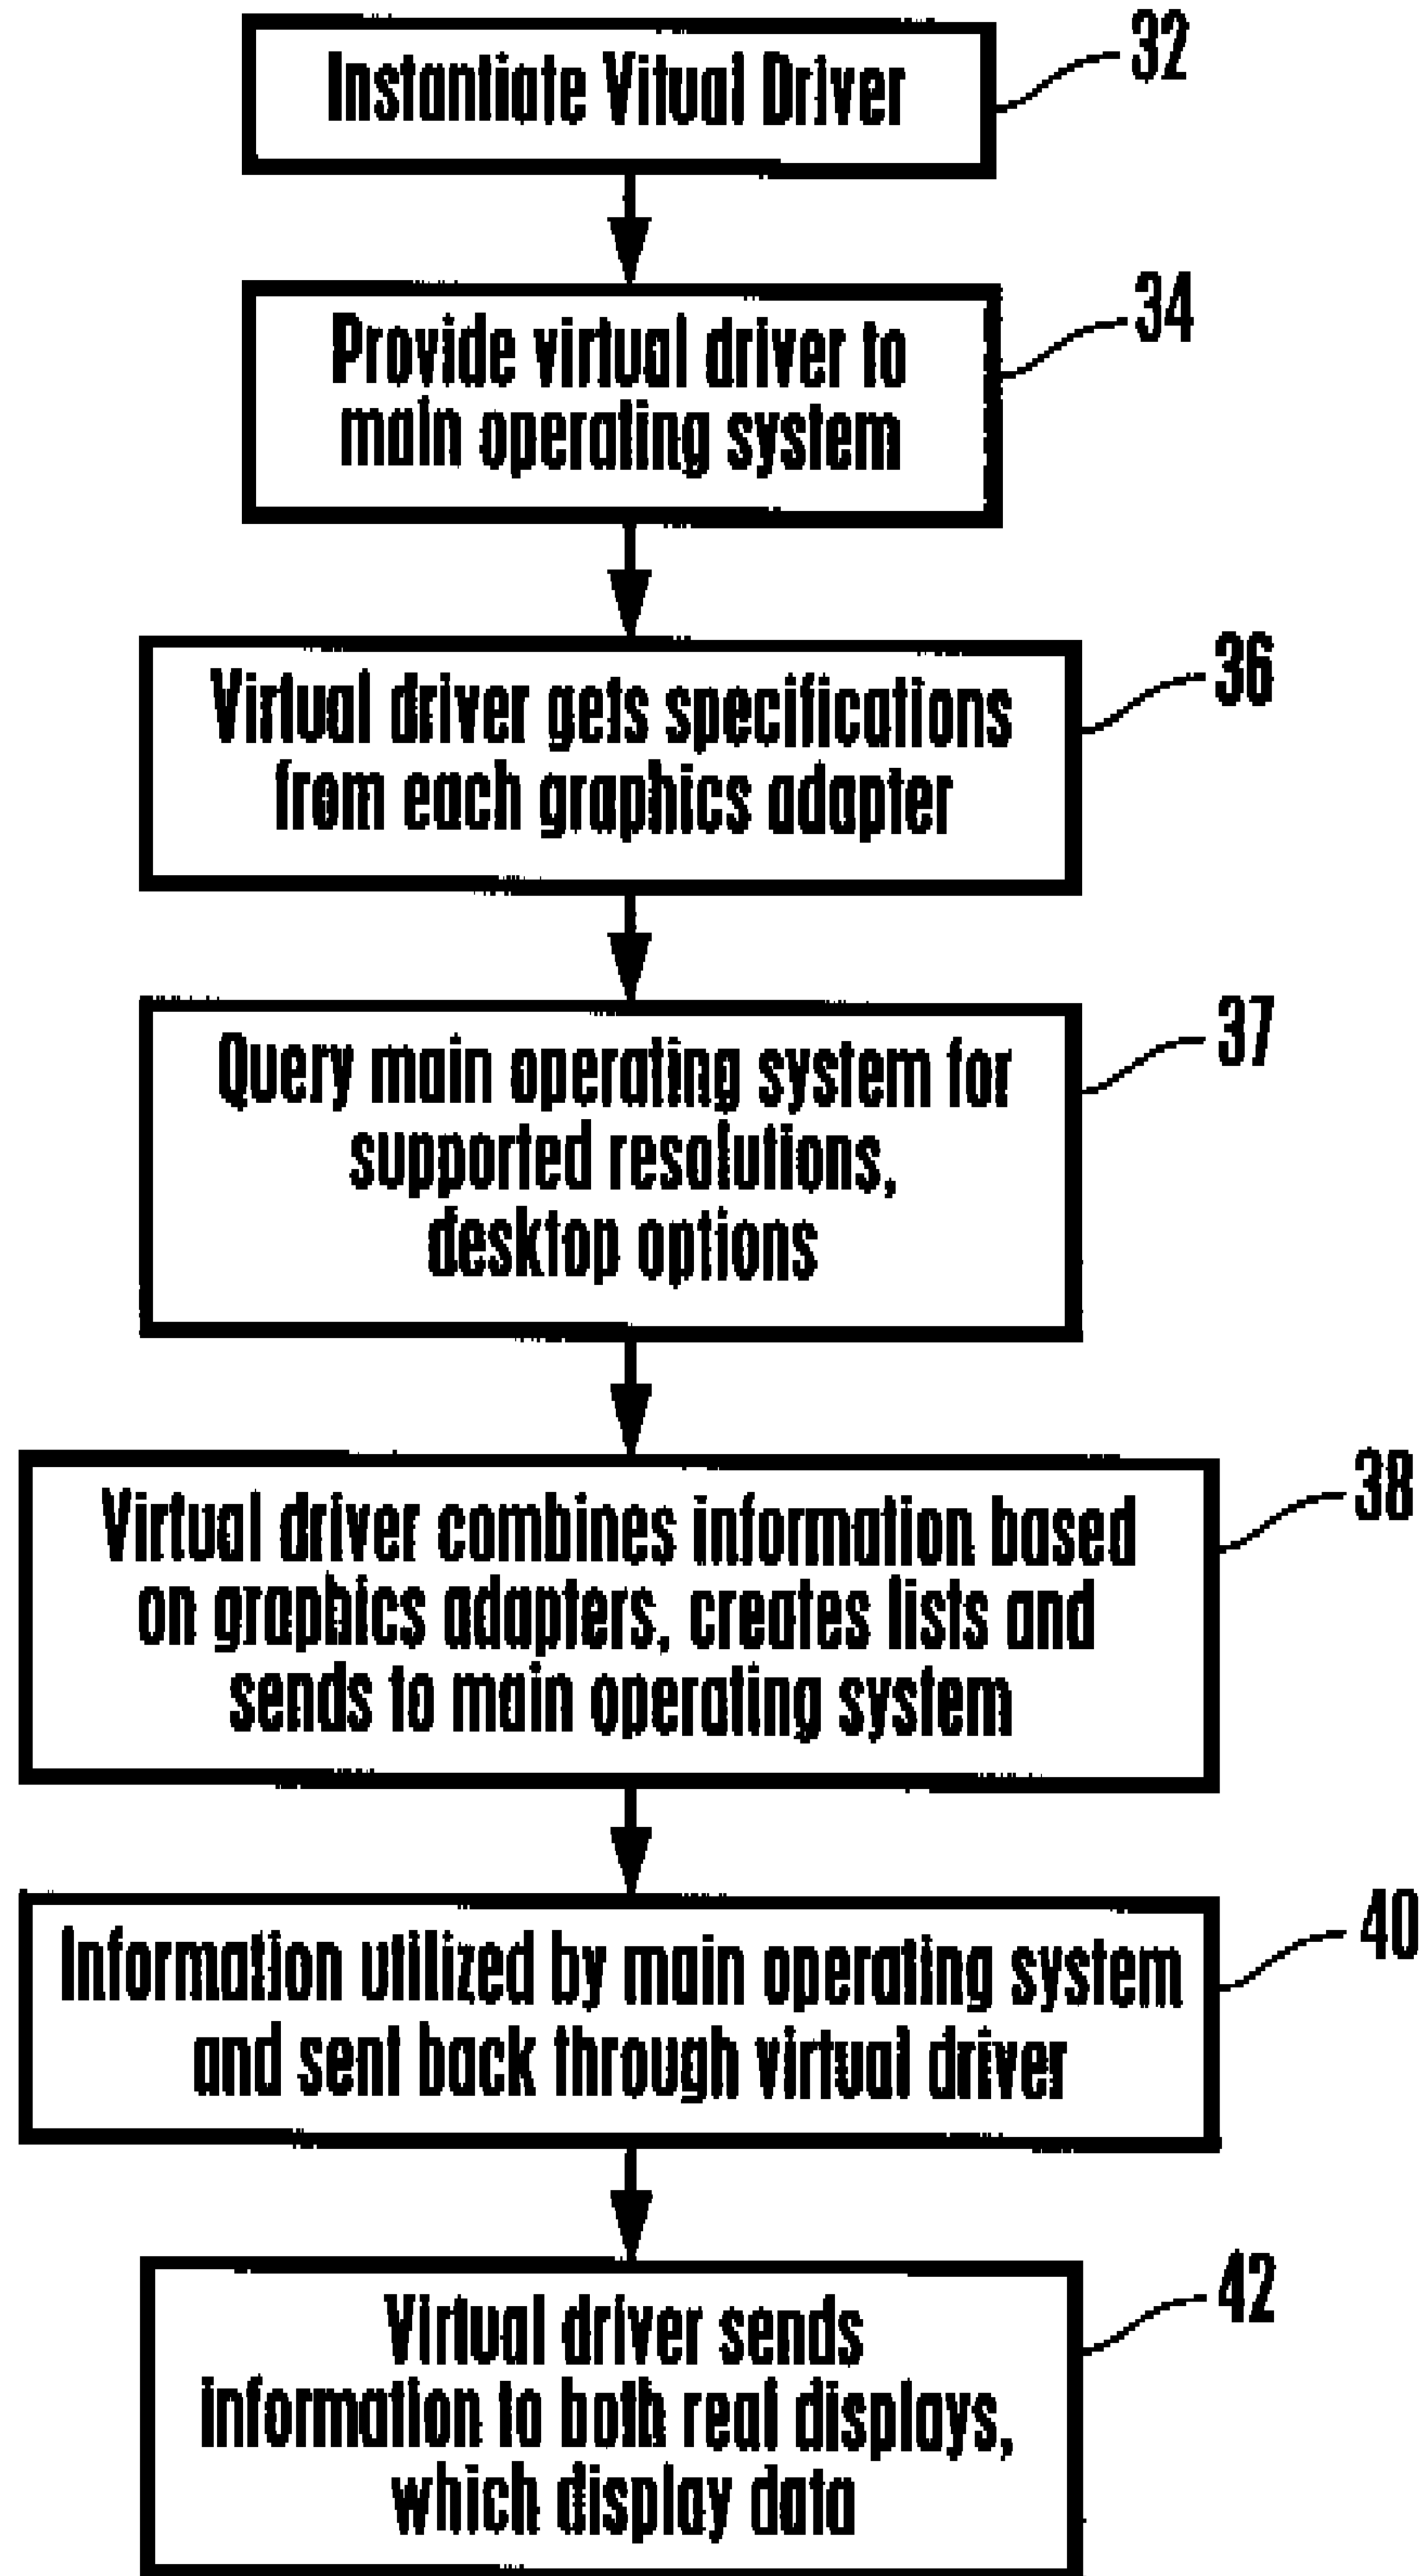 Instantiate Vitual Driver
32
Provide virtual driver to
main operating system
34
Virtual driver gets specifications
from each graphics adapter
36
Query main operating system for
supported resolutions,
desktop options
37
Virtual driver combines information based
on graphics adapters, creates lists and
sends to main operating system
38
Information utilized by main operating system
and sent back through virtual driver
40
Virtual driver sends
information to both real displays,
which display data
42